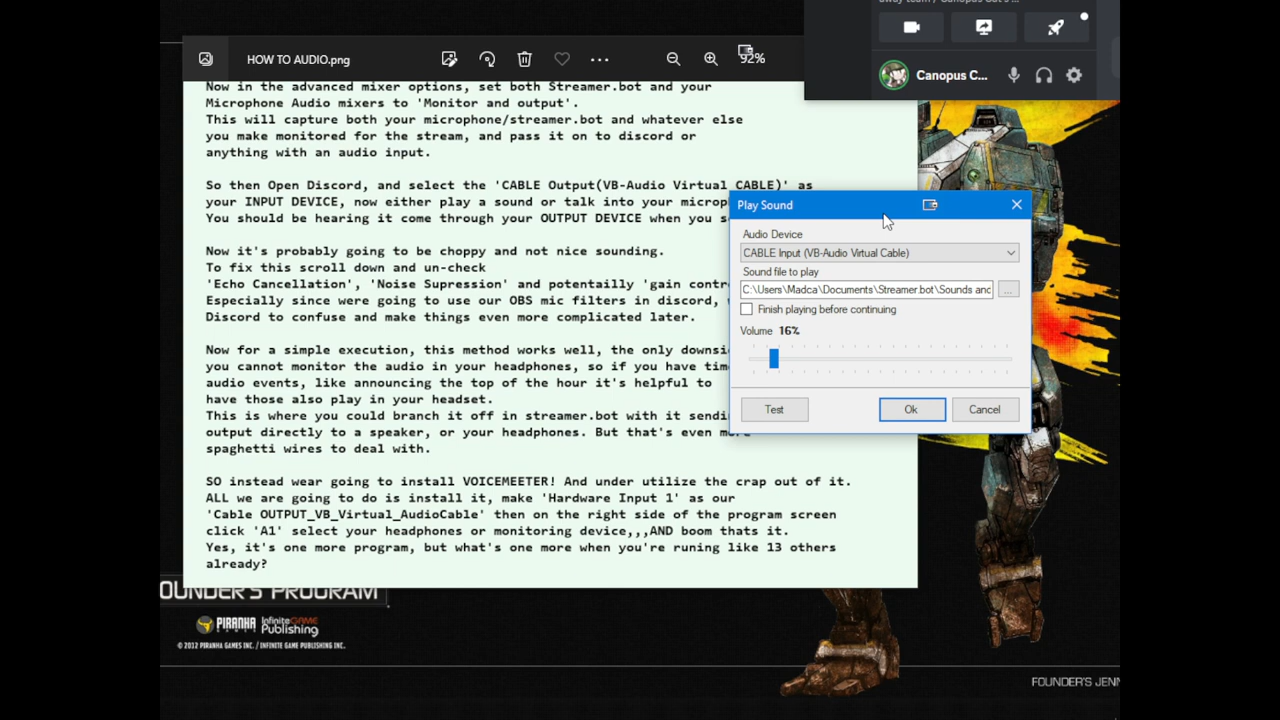 away team / Canopus Cat's ...
HOW TO AUDIO.png
92%
Canopus C...
Now in the advanced mixer options, set both Streamer.bot and your
Microphone Audio mixers to 'Monitor and output'.
This will capture both your microphone/streamer.bot and whatever else
you make monitored for the stream, and pass it on to discord or
anything with an audio input.
So then Open Discord, and select the 'CABLE Output(VB-Audio Virtual CABLE)' as
your INPUT DEVICE, now either play a sound or talk into your microp
You should be hearing it come through your OUTPUT DEVICE when you s
Now it's probably going to be choppy and not nice sounding.
To fix this scroll down and un-check
'Echo Cancellation', 'Noise Supression' and potentailly 'gain contr
Especially since were going to use our OBS mic filters in discord,
Discord to confuse and make things even more complicated later.
Now for a simple execution, this method works well, the only downsi
you cannot monitor the audio in your headphones, so if you have tim
audio events, like announcing the top of the hour it's helpful to
have those also play in your headset.
This is where you could branch it off in streamer.bot with it sendi
output directly to a speaker, or your headphones. But that's even more
spaghetti wires to deal with.
SO instead wear going to install VOICEMEETER! And under utilize the crap out of it.
ALL we are going to do is install it, make 'Hardware Input 1' as our
'Cable OUTPUT_VB_Virtual_AudioCable' then on the right side of the program screen
click 'A1' select your headphones or monitoring device,,,AND boom thats it.
Yes, it's one more program, but what's one more when you're runing like 13 others
already?
Play Sound
Audio Device
CABLE Input (VB-Audio Virtual Cable)
Sound file to play
C:\Users\Madca\Documents\Streamer.bot\Sounds and
...
Finish playing before continuing
Volume 16%
Test
Ok
Cancel
OUNDER'S PROGRAM
PIRANHA
GAMES INC.
InfiniteGAME
Publishing
© 2012 PIRANHA GAMES INC. / INFINITE GAME PUBLISHING INC.
FOUNDER'S JENN